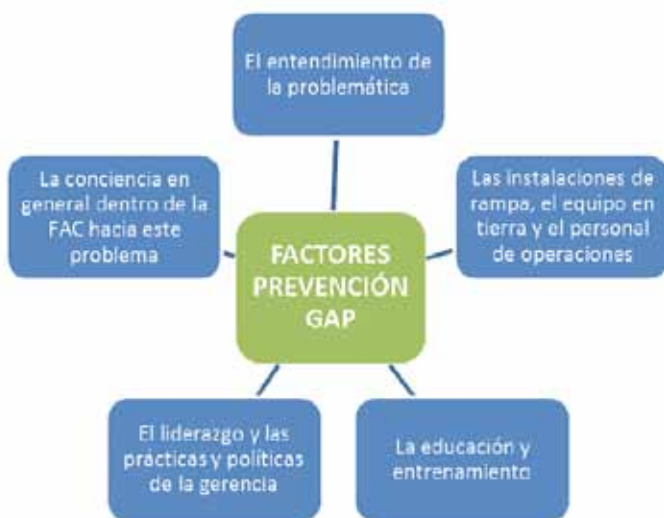 El entendimiento de
la problemática
La conciencia en
general dentro de la
FAC hacia este
problema
Las instalaciones de
rampa, el equipo en
tierra y el personal
de operaciones
FACTORES
PREVENCIÓN
GAP
El liderazgo y las
prácticas y políticas
de la gerencia
La educación y
entrenamiento